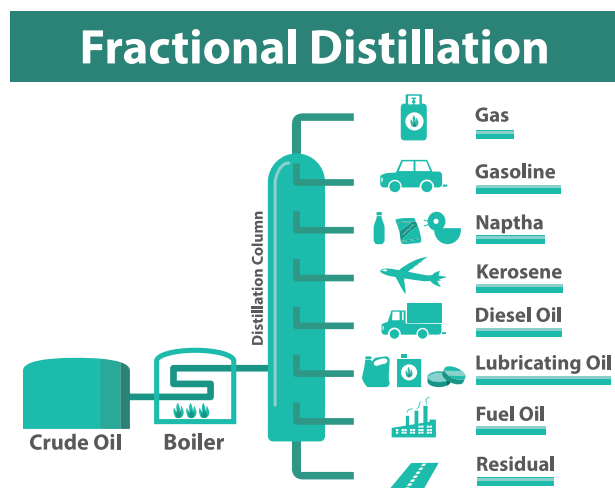 Fractional Distillation
Gas
Gasoline
Naptha
Kerosene
Diesel Oil
Lubricating Oil
Fuel Oil
Residual
Distillation Column
Crude Oil
Boiler